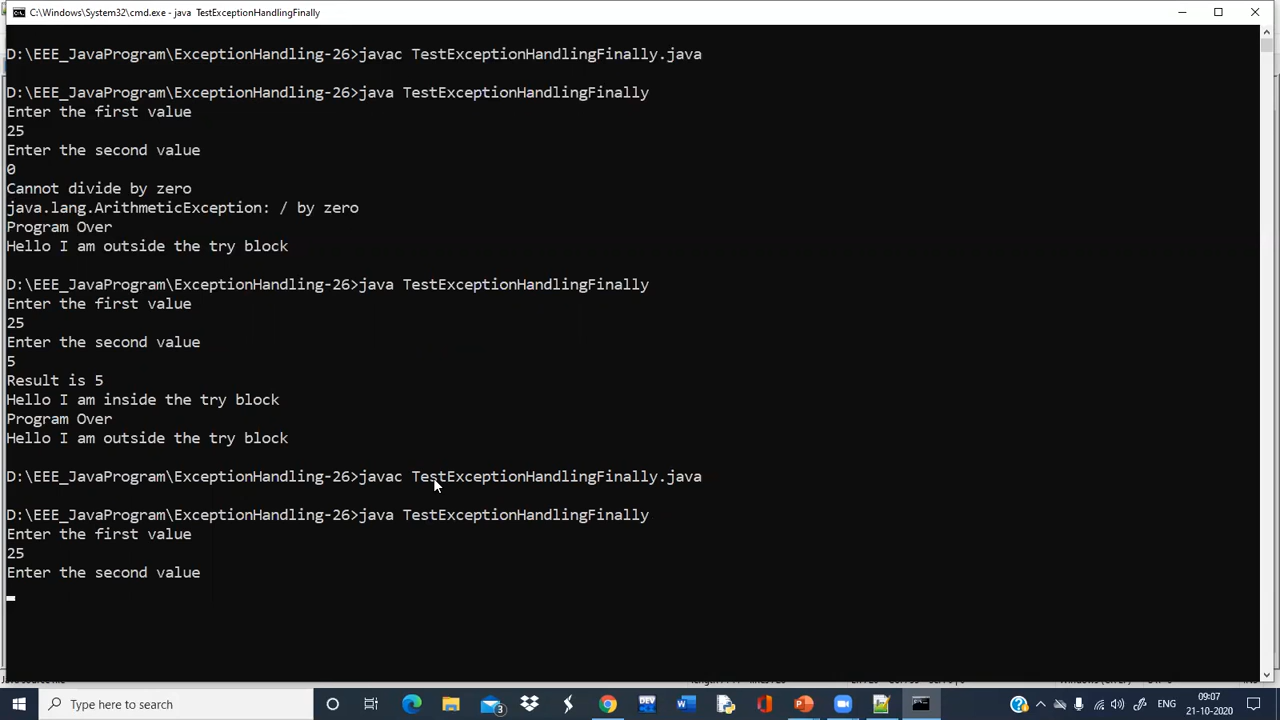 C:\Windows\System32\cmd.exe - java  TestExceptionHandlingFinally
D:\EEE_JavaProgram\ExceptionHandling-26>javac TestExceptionHandlingFinally.java
D:\EEE_JavaProgram\ExceptionHandling-26>java TestExceptionHandlingFinally
Enter the first value
25
Enter the second value
0
Cannot divide by zero
java.lang.ArithmeticException: / by zero
Program Over
Hello I am outside the try block
D:\EEE_JavaProgram\ExceptionHandling-26>java TestExceptionHandlingFinally
Enter the first value
25
Enter the second value
5
Result is 5
Hello I am inside the try block
Program Over
Hello I am outside the try block
D:\EEE_JavaProgram\ExceptionHandling-26>javac TestExceptionHandlingFinally.java
D:\EEE_JavaProgram\ExceptionHandling-26>java TestExceptionHandlingFinally
Enter the first value
25
Enter the second value
Type here to search
3
ENG
09:07
21-10-2020